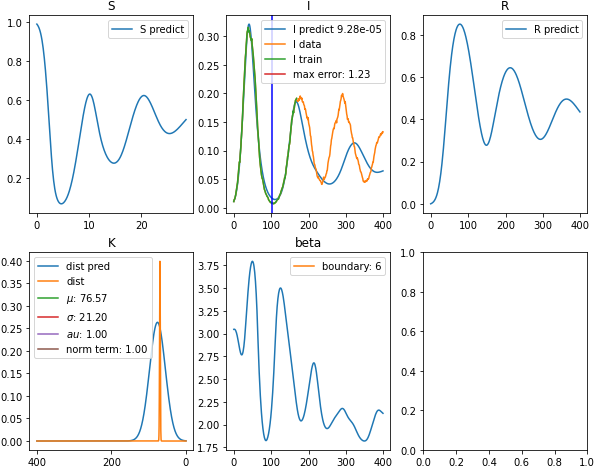 S
I
R
S predict
I predict 9.28e-05
I data
I train
max error: 1.23
R predict
1.0
0.8
0.6
0.4
0.2
0 10 20
0.30
0.25
0.20
0.15
0.10
0.05
0.00
0 100 200 300 400
0.8
0.6
0.4
0.2
0.0
0 100 200 300 400
K
beta
dist pred
dist
μ: 76.57
σ: 21.20
au: 1.00
norm term: 1.00
boundary: 6
0.40
0.35
0.30
0.25
0.20
0.15
0.10
0.05
0.00
400 200 0
3.75
3.50
3.25
3.00
2.75
2.50
2.25
2.00
1.75
0 100 200 300 400
1.0
0.8
0.6
0.4
0.2
0.0
0.0 0.2 0.4 0.6 0.8 1.0